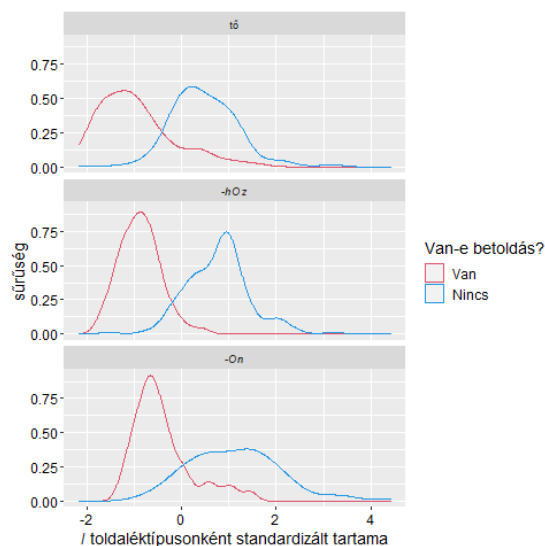 tő
0.75
0.50
0.25
0.00
-hOz
0.75
0.50
0.25
0.00
-On
0.75
0.50
0.25
0.00
-2 0 2 4
sűrűség
l toldaléktípusonként standardizált tartama
Van-e betoldás?
Van
Nincs